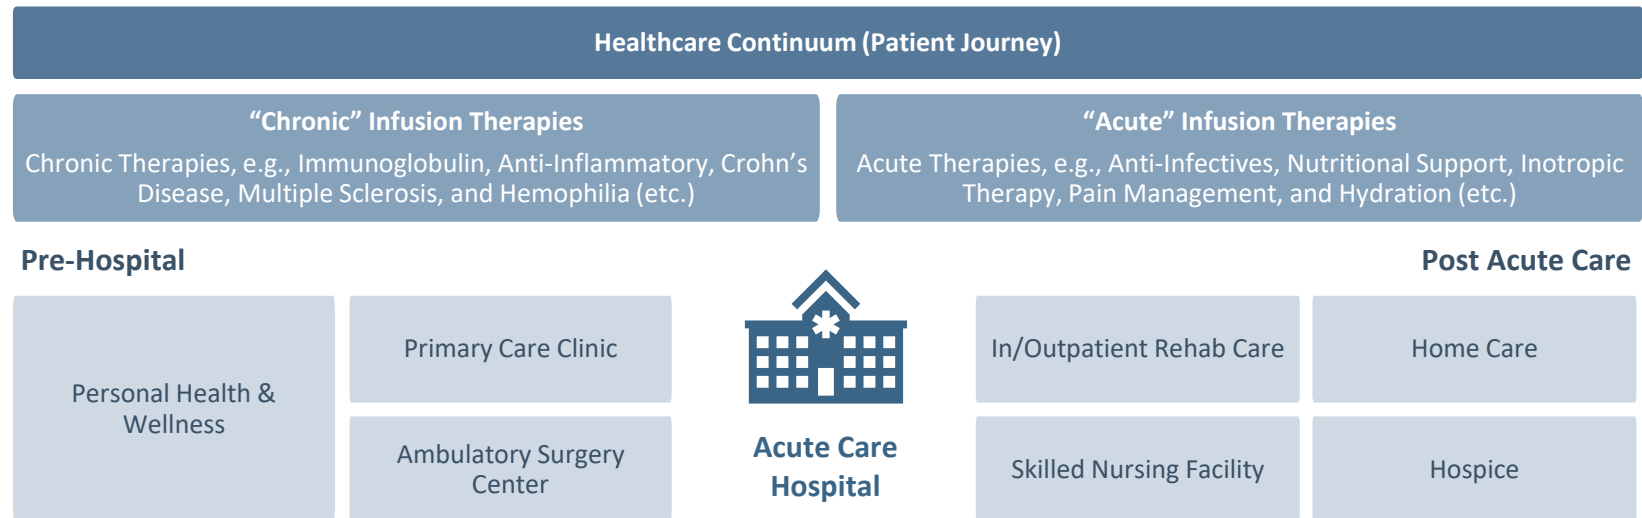 Healthcare Continuum (Patient Journey)
“Chronic” Infusion Therapies
Chronic Therapies, e.g., Immunoglobulin, Anti-Inflammatory, Crohn’s
Disease, Multiple Sclerosis, and Hemophilia (etc.)
“Acute” Infusion Therapies
Acute Therapies, e.g., Anti-Infectives, Nutritional Support, Inotropic
Therapy, Pain Management, and Hydration (etc.)
Pre-Hospital
Post Acute Care
Personal Health &
Wellness
Primary Care Clinic
Ambulatory Surgery
Center
Acute Care
Hospital
In/Outpatient Rehab Care
Home Care
Skilled Nursing Facility
Hospice